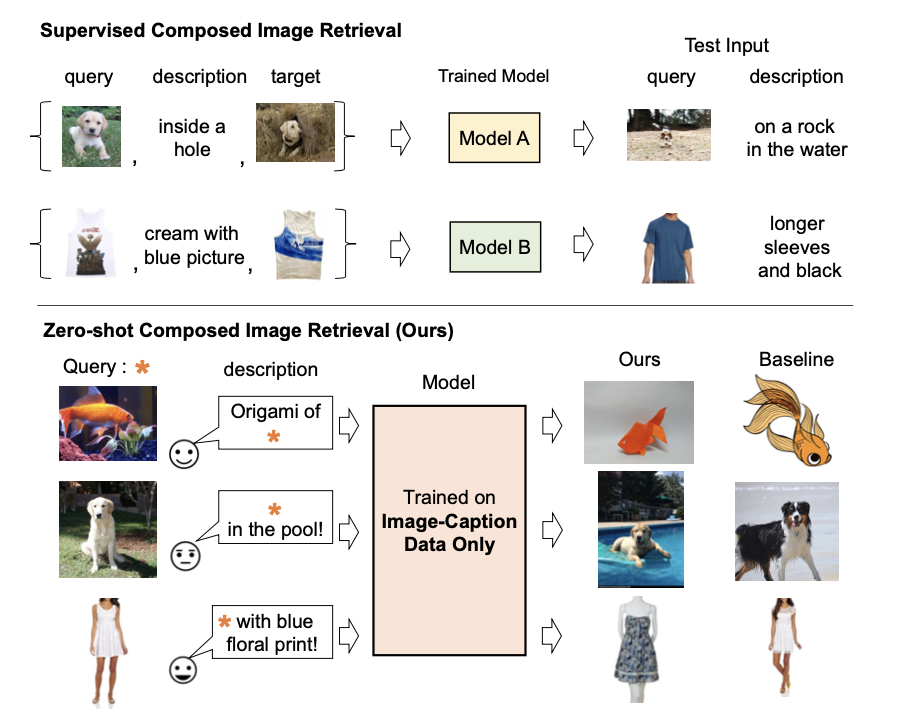 Supervised Composed Image Retrieval
Test Input
query description target Trained Model query description
inside a
hole
, ,
Model A
on a rock
in the water
cream with
blue picture
, ,
Model B
longer
sleeves
and black
Zero-shot Composed Image Retrieval (Ours)
Query : * description Model Ours Baseline
Origami of
*
*
in the pool!
Trained on
Image-Caption
Data Only
* with blue
floral print!